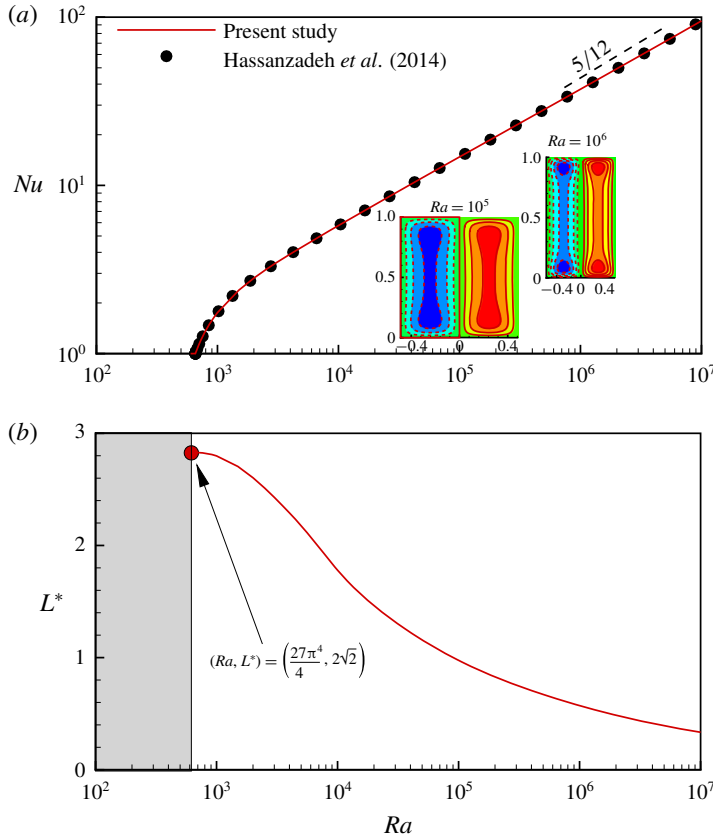 (a)
10²
Present study
Hassanzadeh et al. (2014)
5/12
Nu
10¹
10⁰
Ra = 10⁶
1.0
0.5
0
−0.4 0 0.4
Ra = 10⁵
1.0
0.5
0
−0.4 0 0.4
10² 10³ 10⁴ 10⁵ 10⁶ 10⁷
(b)
3
2
L*
1
0
(Ra, L*) = (27π⁴/4, 2√2)
10² 10³ 10⁴ 10⁵ 10⁶ 10⁷
Ra